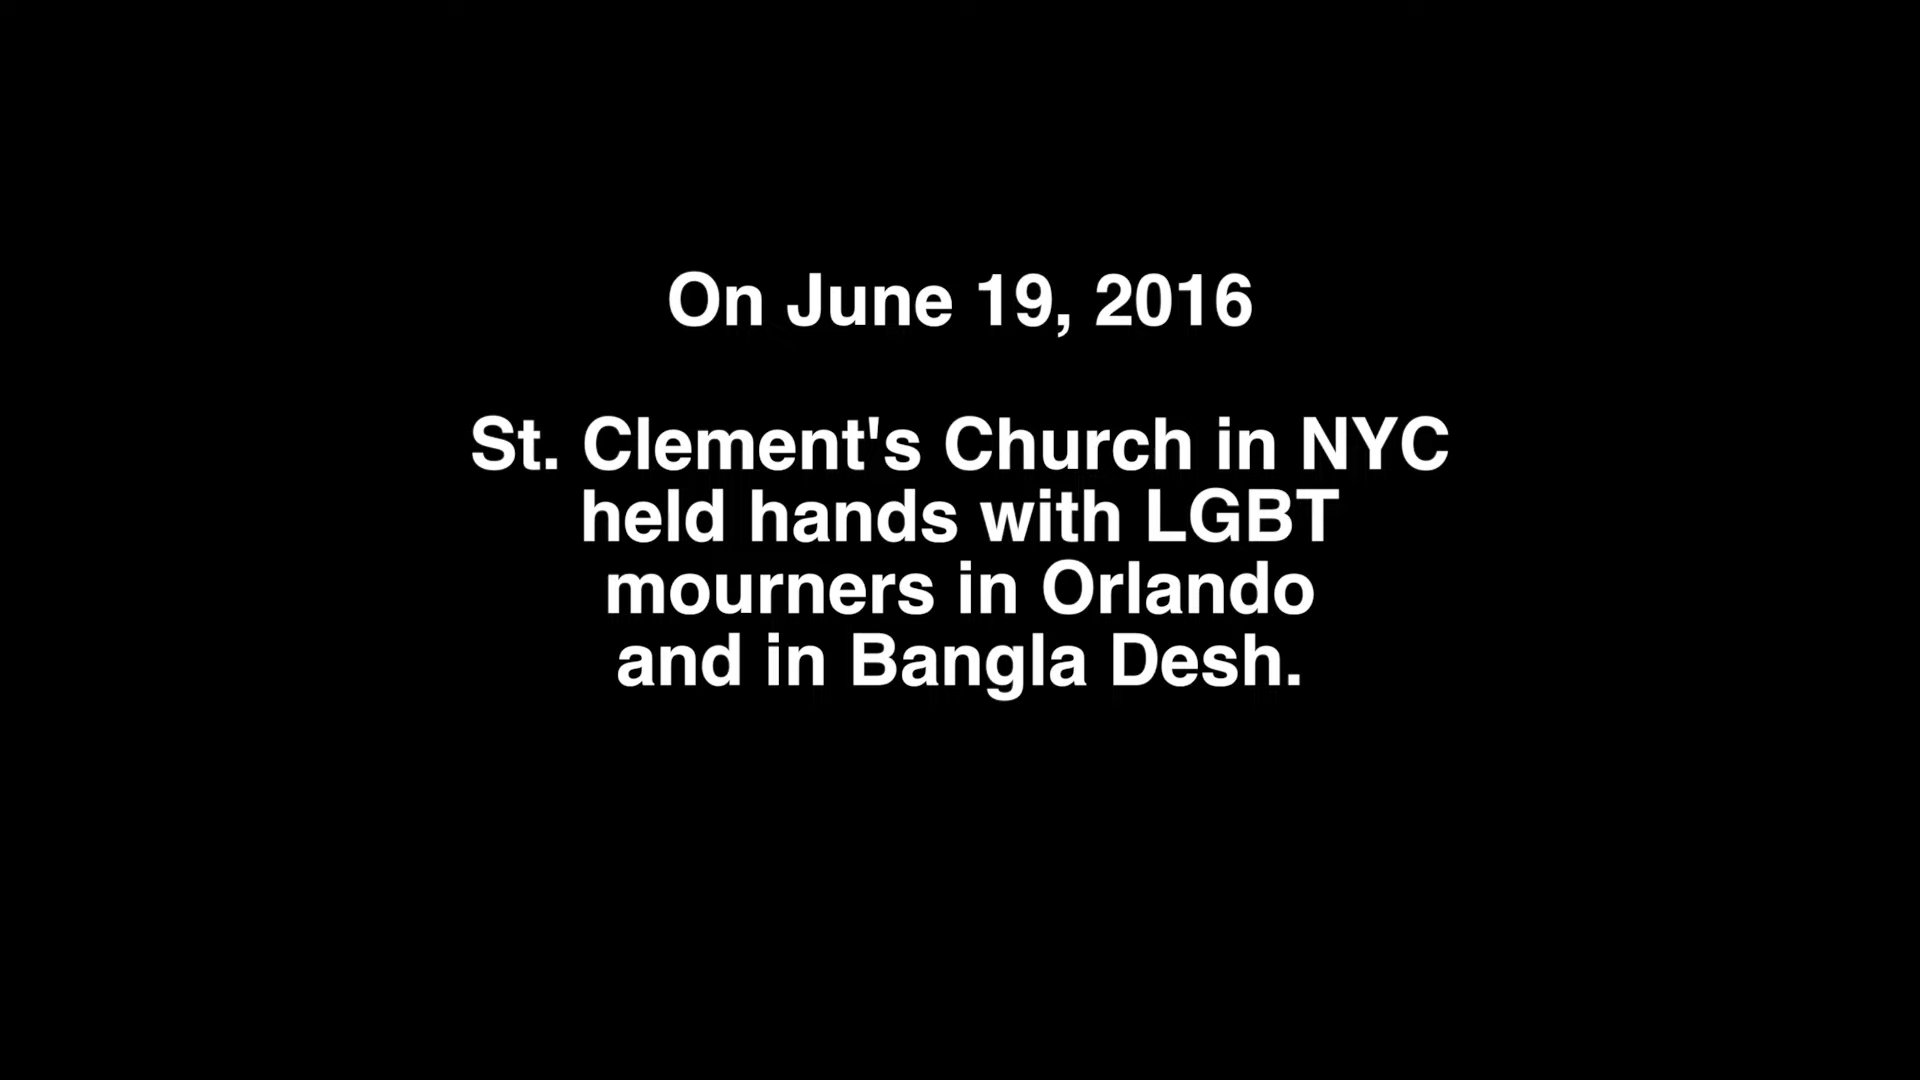 On June 19, 2016
St. Clement's Church in NYC
held hands with LGBT
mourners in Orlando
and in Bangla Desh.